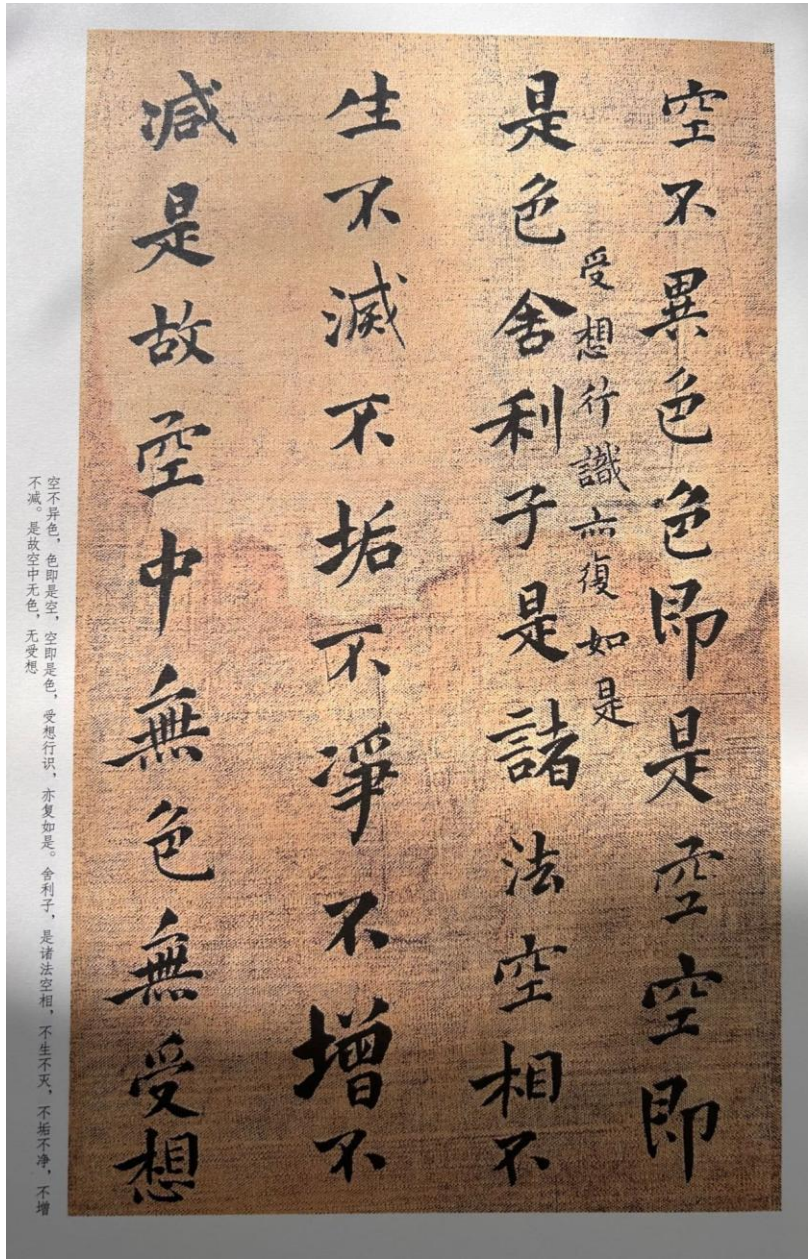 空不異色色即是空空即
受想行識亦復如是
是色舍利子是諸法空相不
生不滅不垢不淨不增不
減是故空中無色無受想
空不异色，色即是空，空即是色，受想行识，亦复如是。舍利子，是诸法空相，不生不灭，不垢不净，不增
不减。是故空中无色，无受想